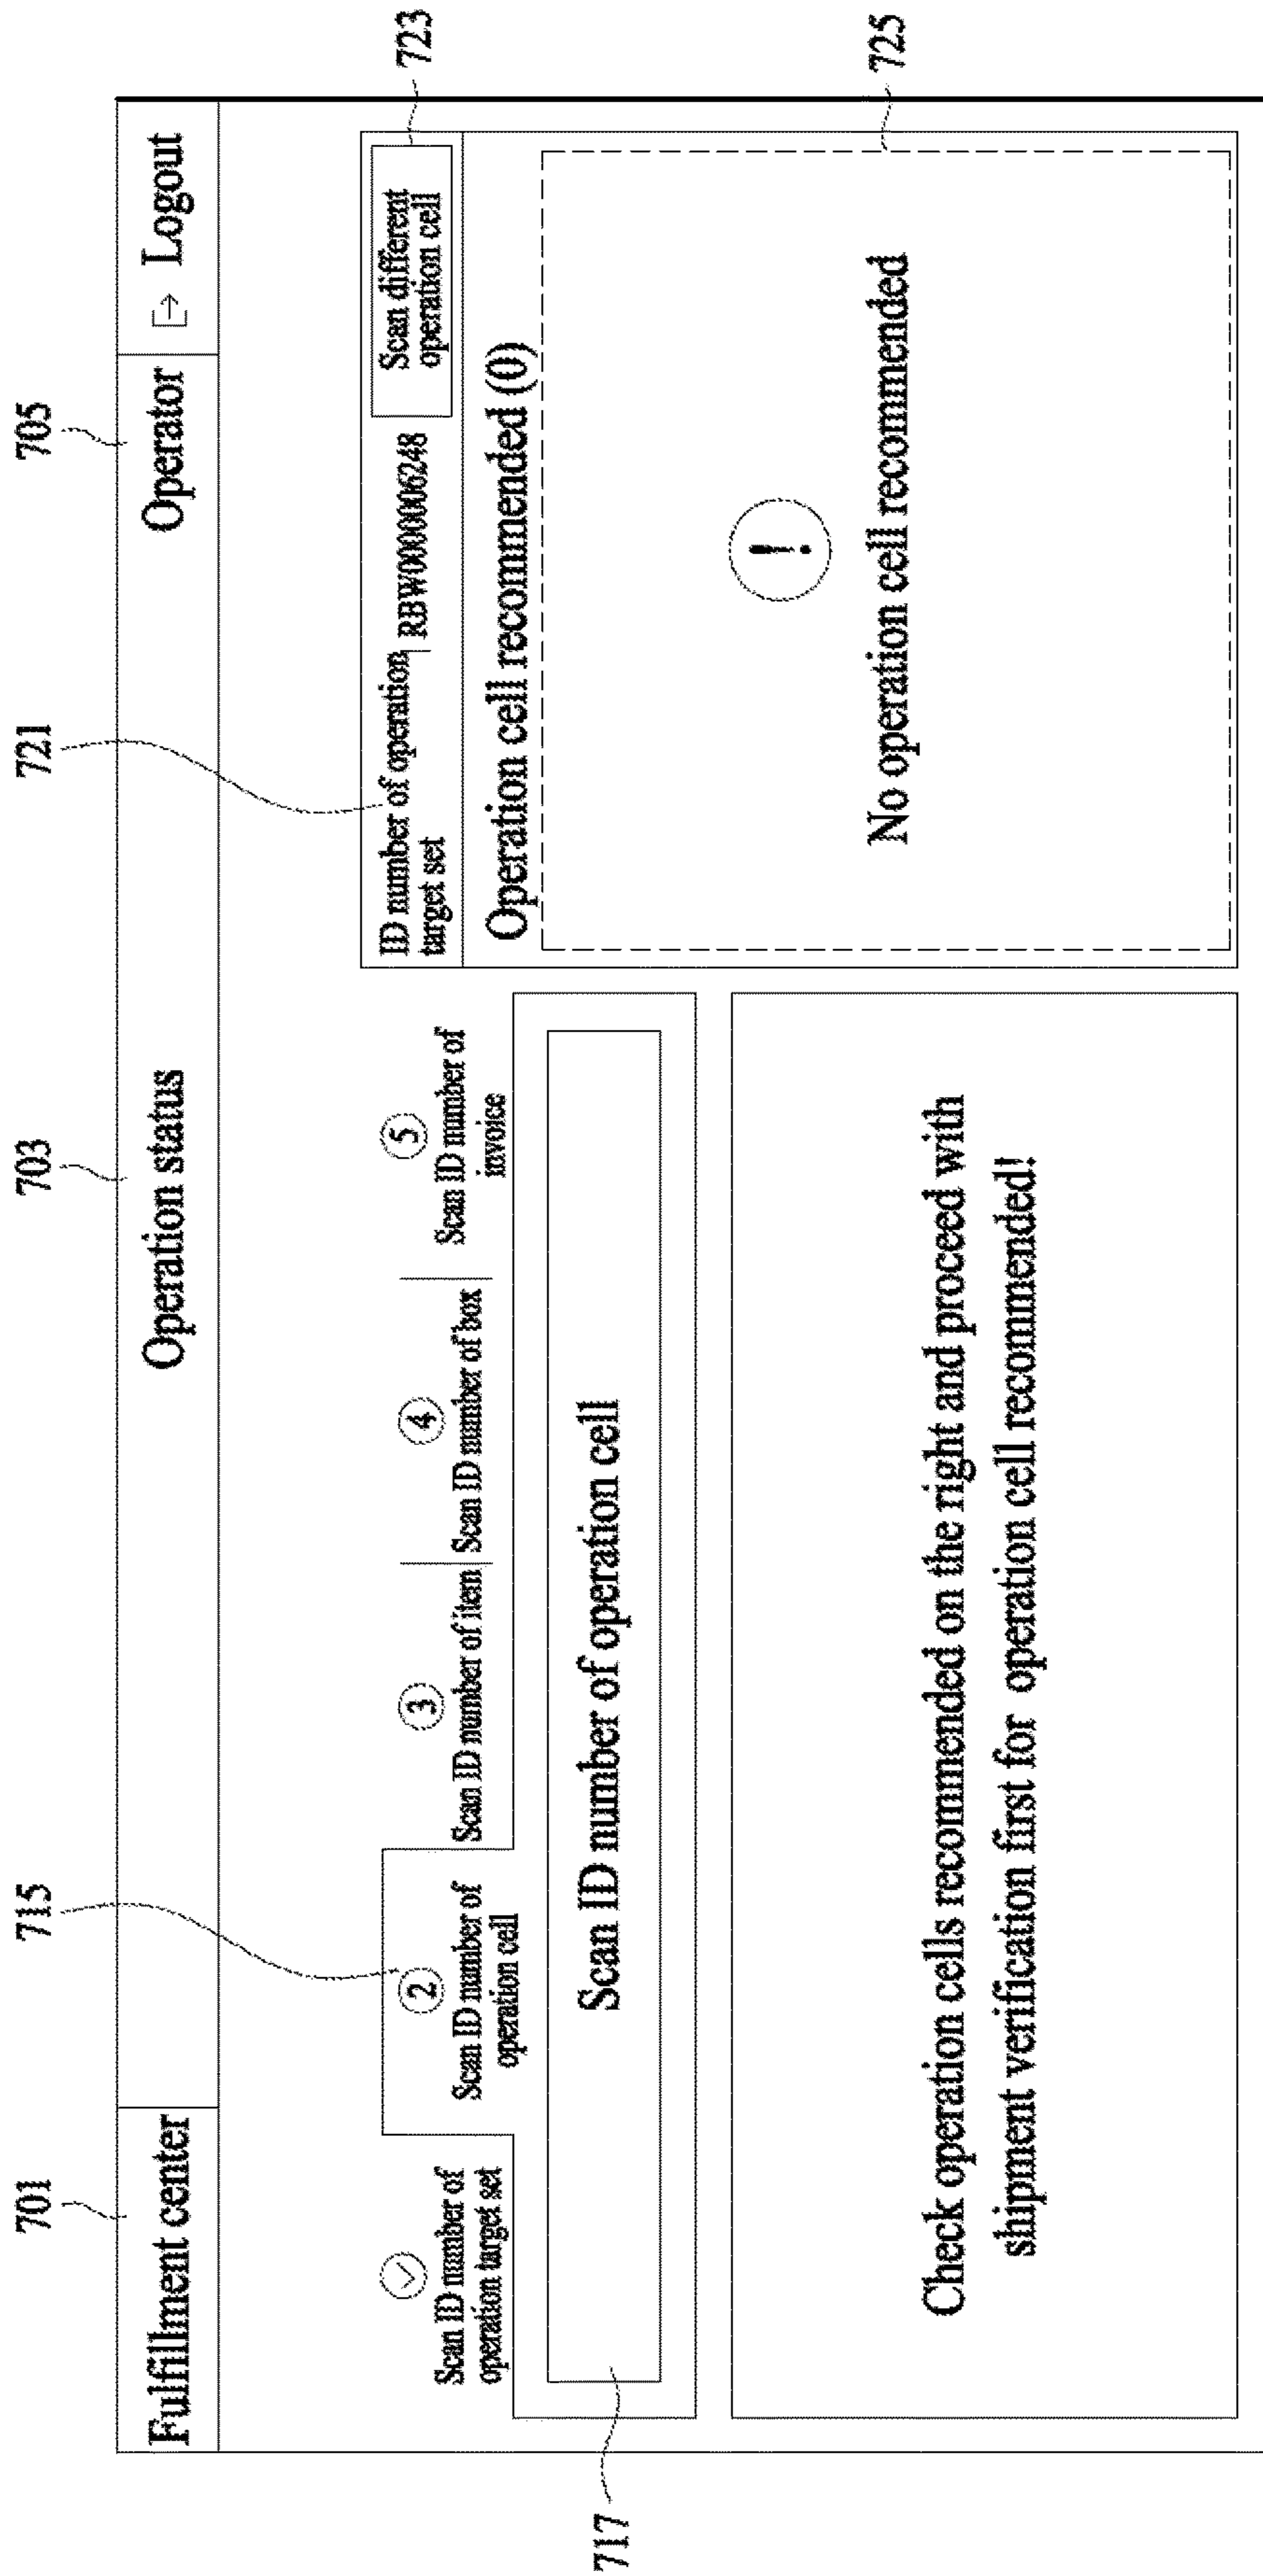 701
703
705
Fulfillment center
Operation status
Operator
Logout
715
721
723
Scan ID number of
operation target set
2
Scan ID number of
operation cell
3
Scan ID number of item
4
Scan ID number of box
5
Scan ID number of
invoice
717
Scan ID number of operation cell
Check operation cells recommended on the right and proceed with
shipment verification first for operation cell recommended!
ID number of operation
target set
RBW0000006248
Scan different
operation cell
Operation cell recommended (0)
!
No operation cell recommended
725